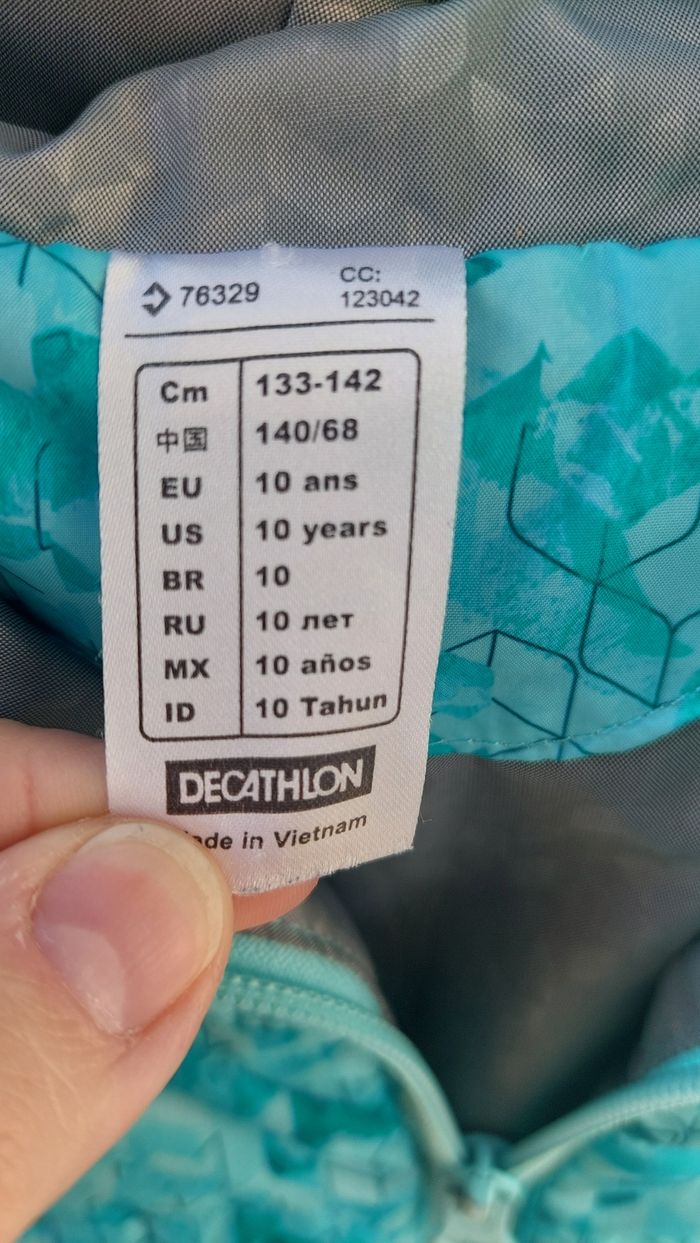 76329 CC:
123042
Cm 133-142
中国 140/68
EU 10 ans
US 10 years
BR 10
RU 10 лет
MX 10 años
ID 10 Tahun
DECATHLON
in Vietnam